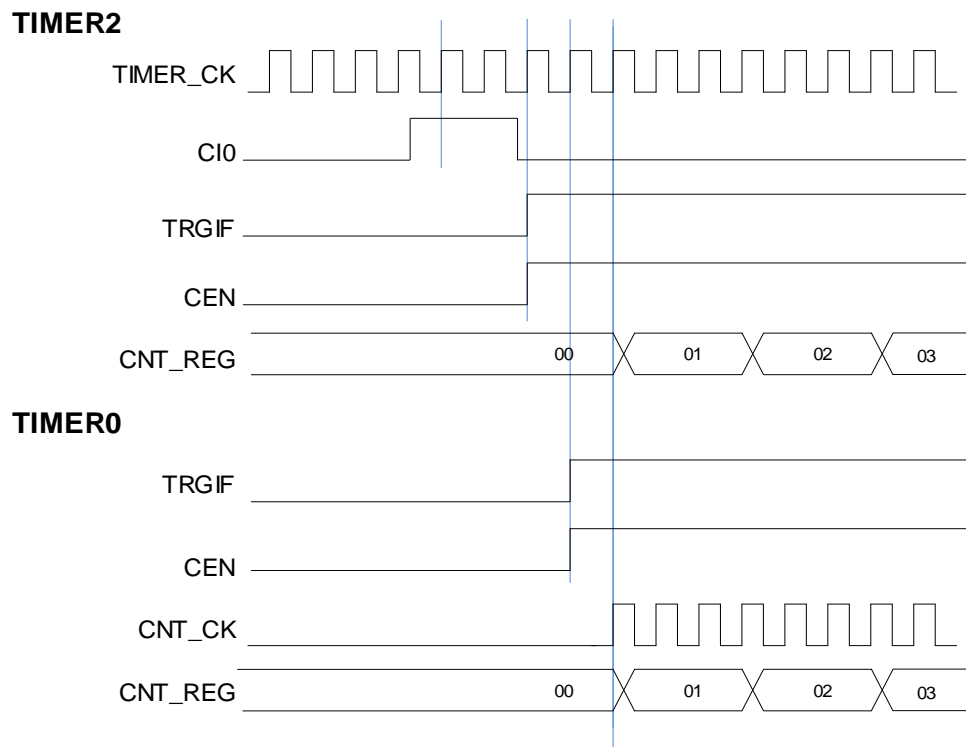 TIMER2
TIMER_CK
CI0
TRGIF
CEN
CNT_REG 00 01 02 03
TIMER0
TRGIF
CEN
CNT_CK
CNT_REG 00 01 02 03